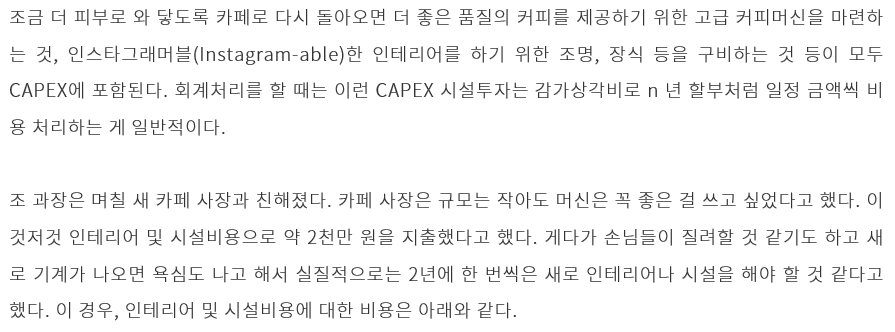 조금 더 피부로 와 닿도록 카페로 다시 돌아오면 더 좋은 품질의 커피를 제공하기 위한 고급 커피머신을 마련하
는 것, 인스타그래머블(Instagram-able)한 인테리어를 하기 위한 조명, 장식 등을 구비하는 것 등이 모두
CAPEX에 포함된다. 회계처리를 할 때는 이런 CAPEX 시설투자는 감가상각비로 n 년 할부처럼 일정 금액씩 비
용 처리하는 게 일반적이다.
조 과장은 며칠 새 카페 사장과 친해졌다. 카페 사장은 규모는 작아도 머신은 꼭 좋은 걸 쓰고 싶었다고 했다. 이
것저것 인테리어 및 시설비용으로 약 2천만 원을 지출했다고 했다. 게다가 손님들이 질려할 것 같기도 하고 새
로 기계가 나오면 욕심도 나고 해서 실질적으로는 2년에 한 번씩은 새로 인테리어나 시설을 해야 할 것 같다고
했다. 이 경우, 인테리어 및 시설비용에 대한 비용은 아래와 같다.